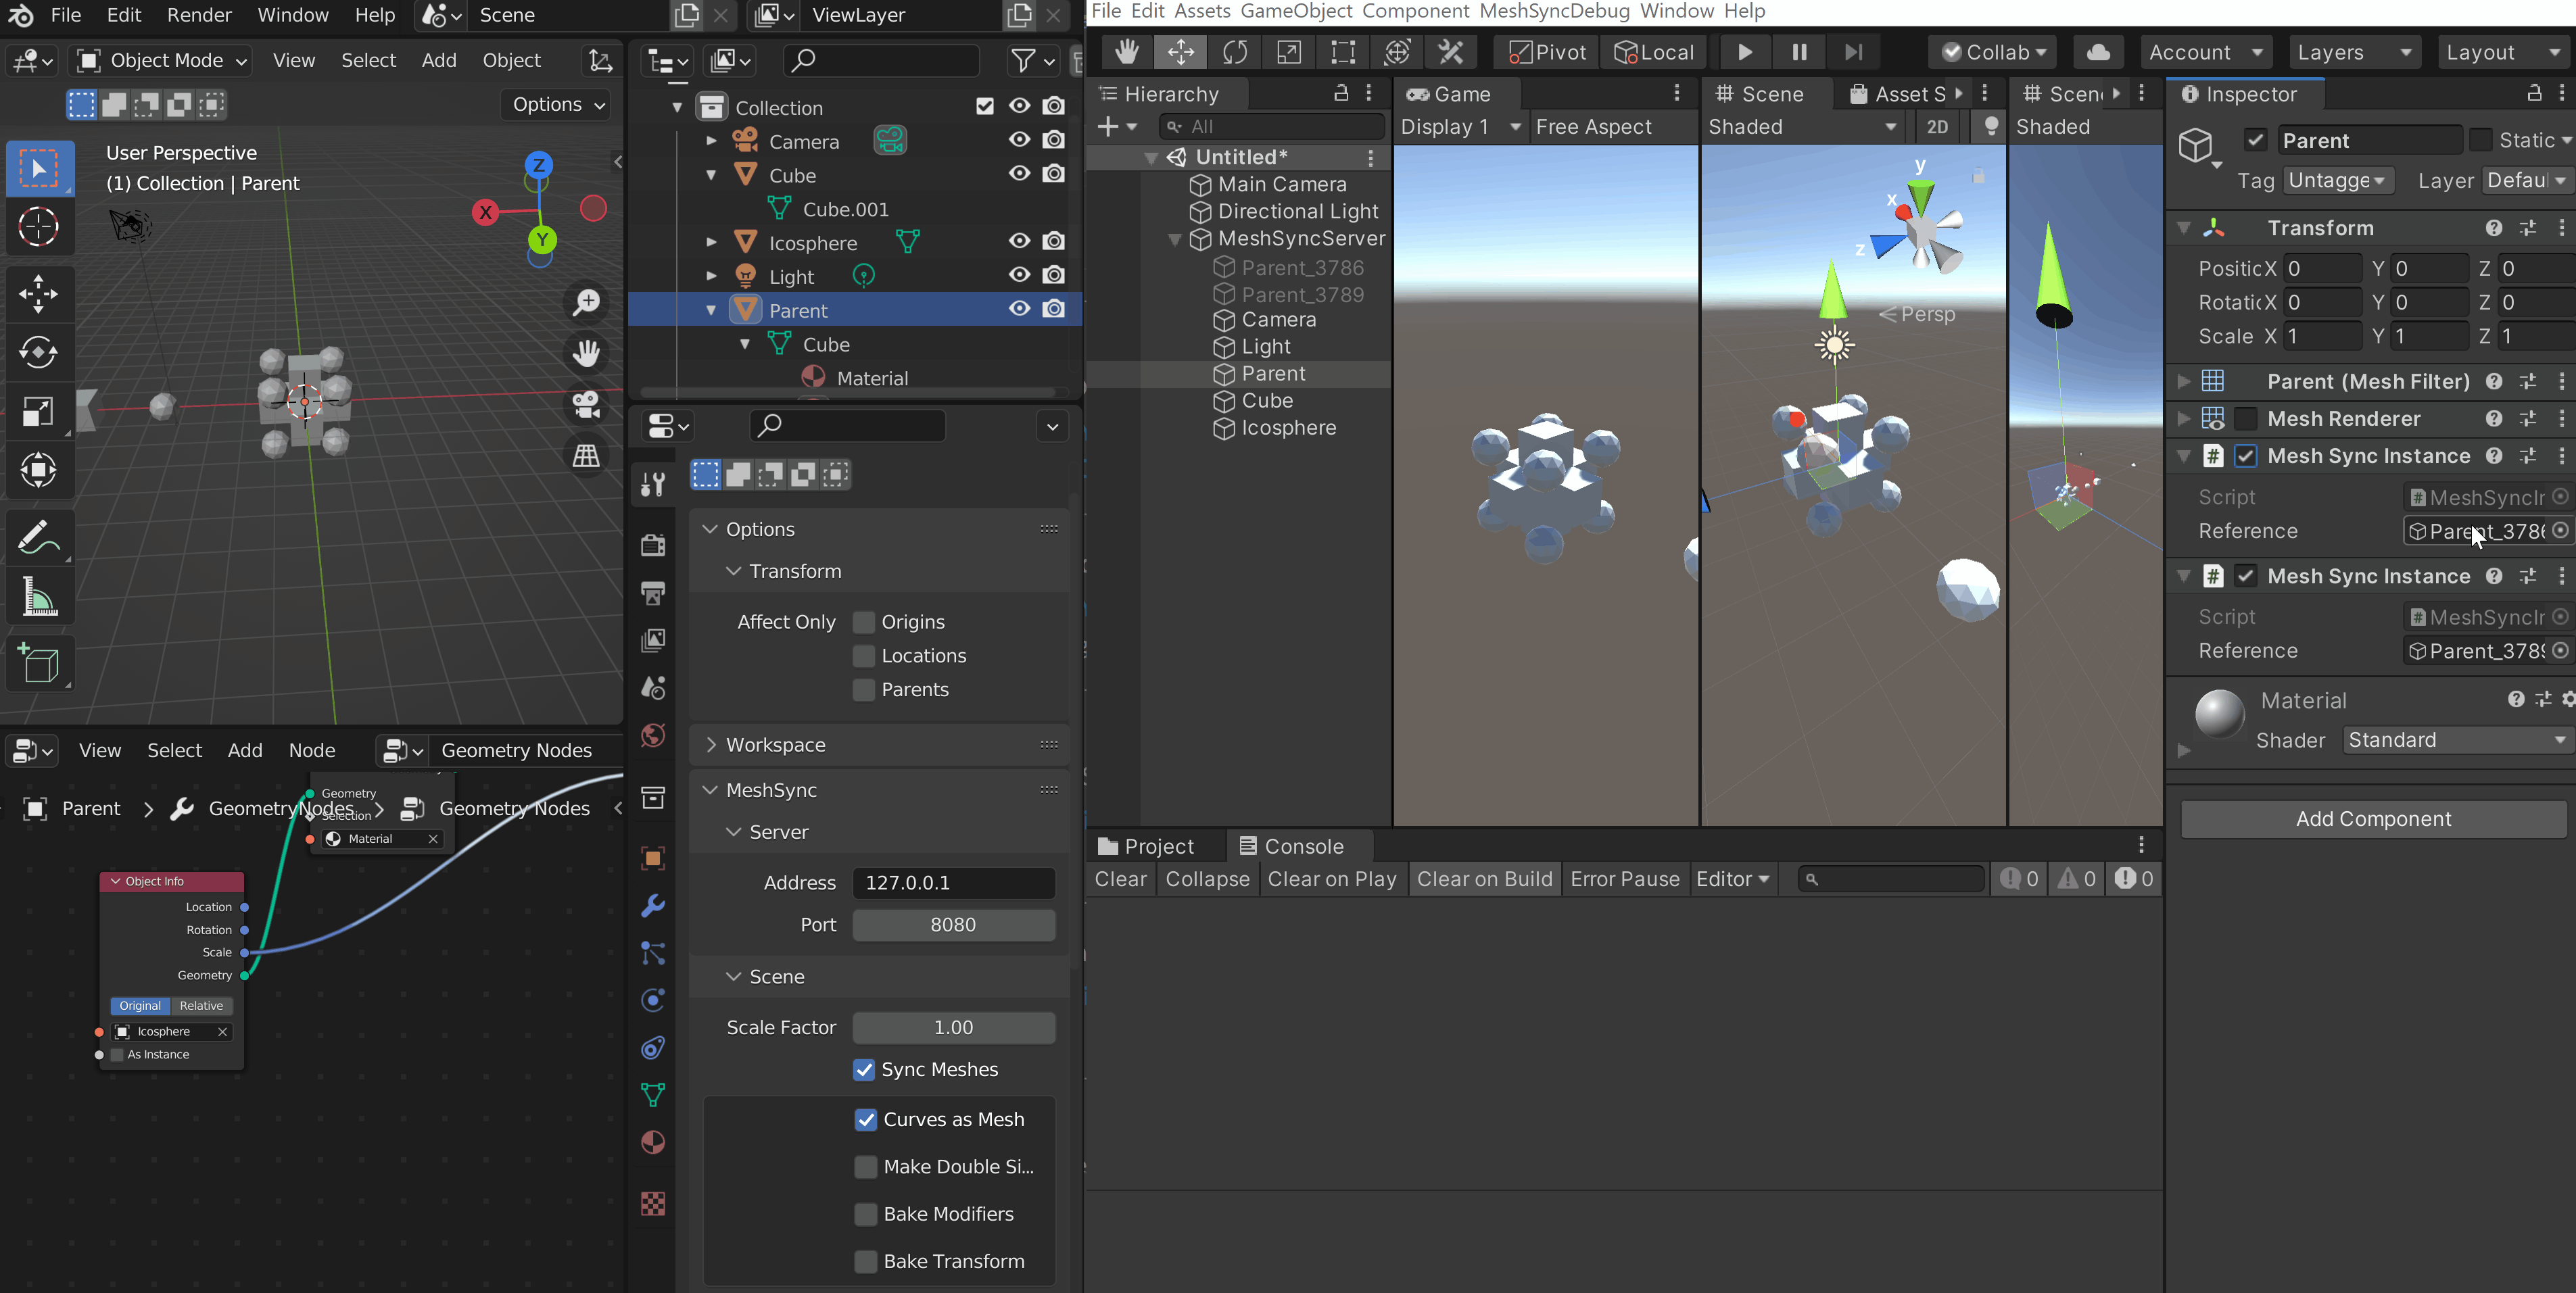 File Edit Render Window Help Scene ViewLayer
Object Mode View Select Add Object
Options
User Perspective
(1) Collection | Parent
Z
X
Y
Collection
Camera
Cube
Cube.001
Icosphere
Light
Parent
Cube
Material
Options
Transform
Affect Only Origins
Locations
Parents
Workspace
MeshSync
Server
Address 127.0.0.1
Port 8080
Scene
Scale Factor 1.00
Sync Meshes
Curves as Mesh
Make Double Si...
Bake Modifiers
Bake Transform
View Select Add Node Geometry Nodes
Parent > GeometryNodes > Geometry Nodes
Geometry
Selection
Material
Object Info
Location
Rotation
Scale
Geometry
Original Relative
Icosphere
As Instance
File Edit Assets GameObject Component MeshSyncDebug Window Help
Pivot Local Collab Account Layers Layout
Hierarchy
All
Untitled*
Main Camera
Directional Light
MeshSyncServer
Parent_3786
Parent_3789
Camera
Light
Parent
Cube
Icosphere
Game
Display 1 Free Aspect
Scene Asset S
Shaded 2D
y
x
z
Persp
Scen
Shaded
Project Console
Clear Collapse Clear on Play Clear on Build Error Pause Editor 0 0 0
Inspector
Parent Static
Tag Untagge Layer Defaul
Transform
Positic X 0 Y 0 Z 0
Rotatic X 0 Y 0 Z 0
Scale X 1 Y 1 Z 1
Parent (Mesh Filter)
Mesh Renderer
Mesh Sync Instance
Script MeshSyncIr
Reference Parent_3786
Mesh Sync Instance
Script MeshSyncIr
Reference Parent_378
Material
Shader Standard
Add Component